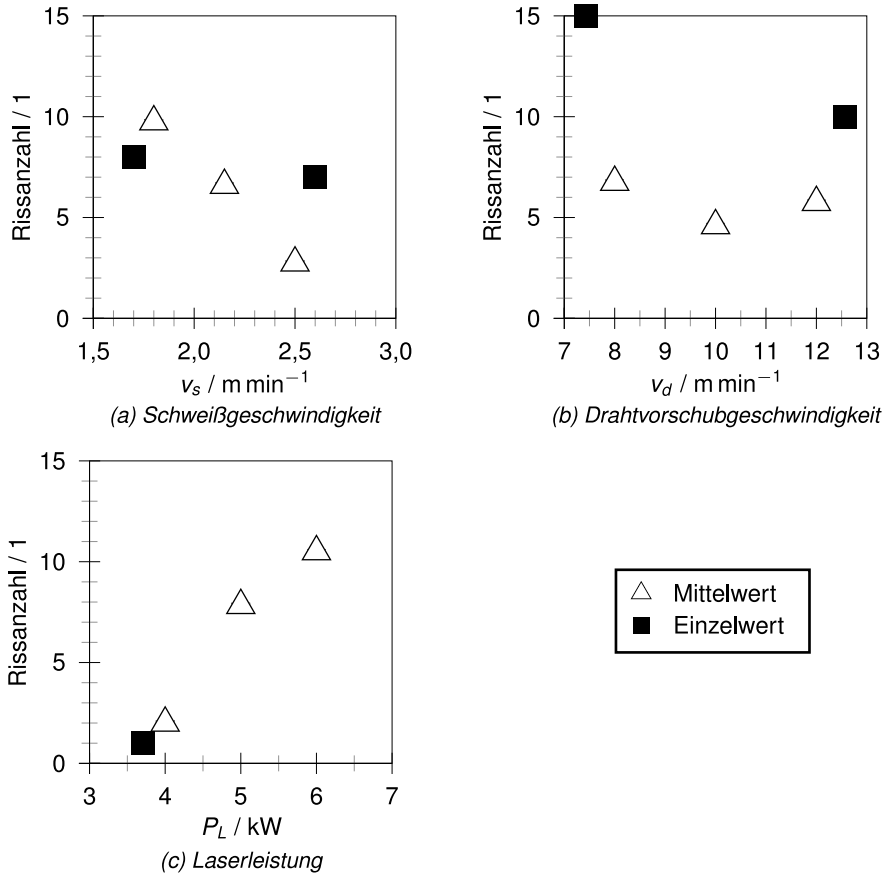 15
10
5
0
Rissanzahl / 1
1,5
2,0
2,5
3,0
v_s / m min⁻¹
(a) Schweißgeschwindigkeit
15
10
5
0
Rissanzahl / 1
7
8
9
10
11
12
13
v_d / m min⁻¹
(b) Drahtvorschubgeschwindigkeit
15
10
5
0
Rissanzahl / 1
3
4
5
6
7
P_L / kW
(c) Laserleistung
Mittelwert
Einzelwert